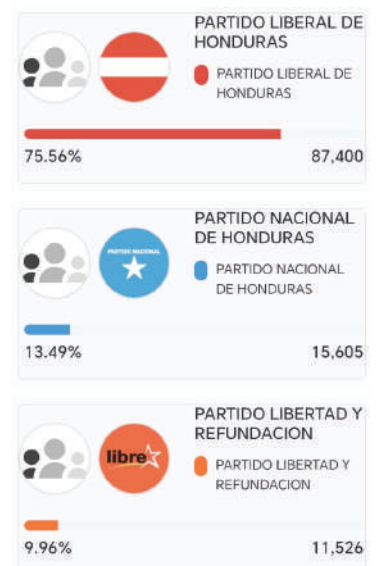 PARTIDO LIBERAL DE
HONDURAS
PARTIDO LIBERAL DE
HONDURAS
75.56% 87,400
PARTIDO NACIONAL
DE HONDURAS
PARTIDO NACIONAL
PARTIDO NACIONAL
DE HONDURAS
13.49% 15,605
PARTIDO LIBERTAD Y
REFUNDACION
libre
PARTIDO LIBERTAD Y
REFUNDACION
9.96% 11,526